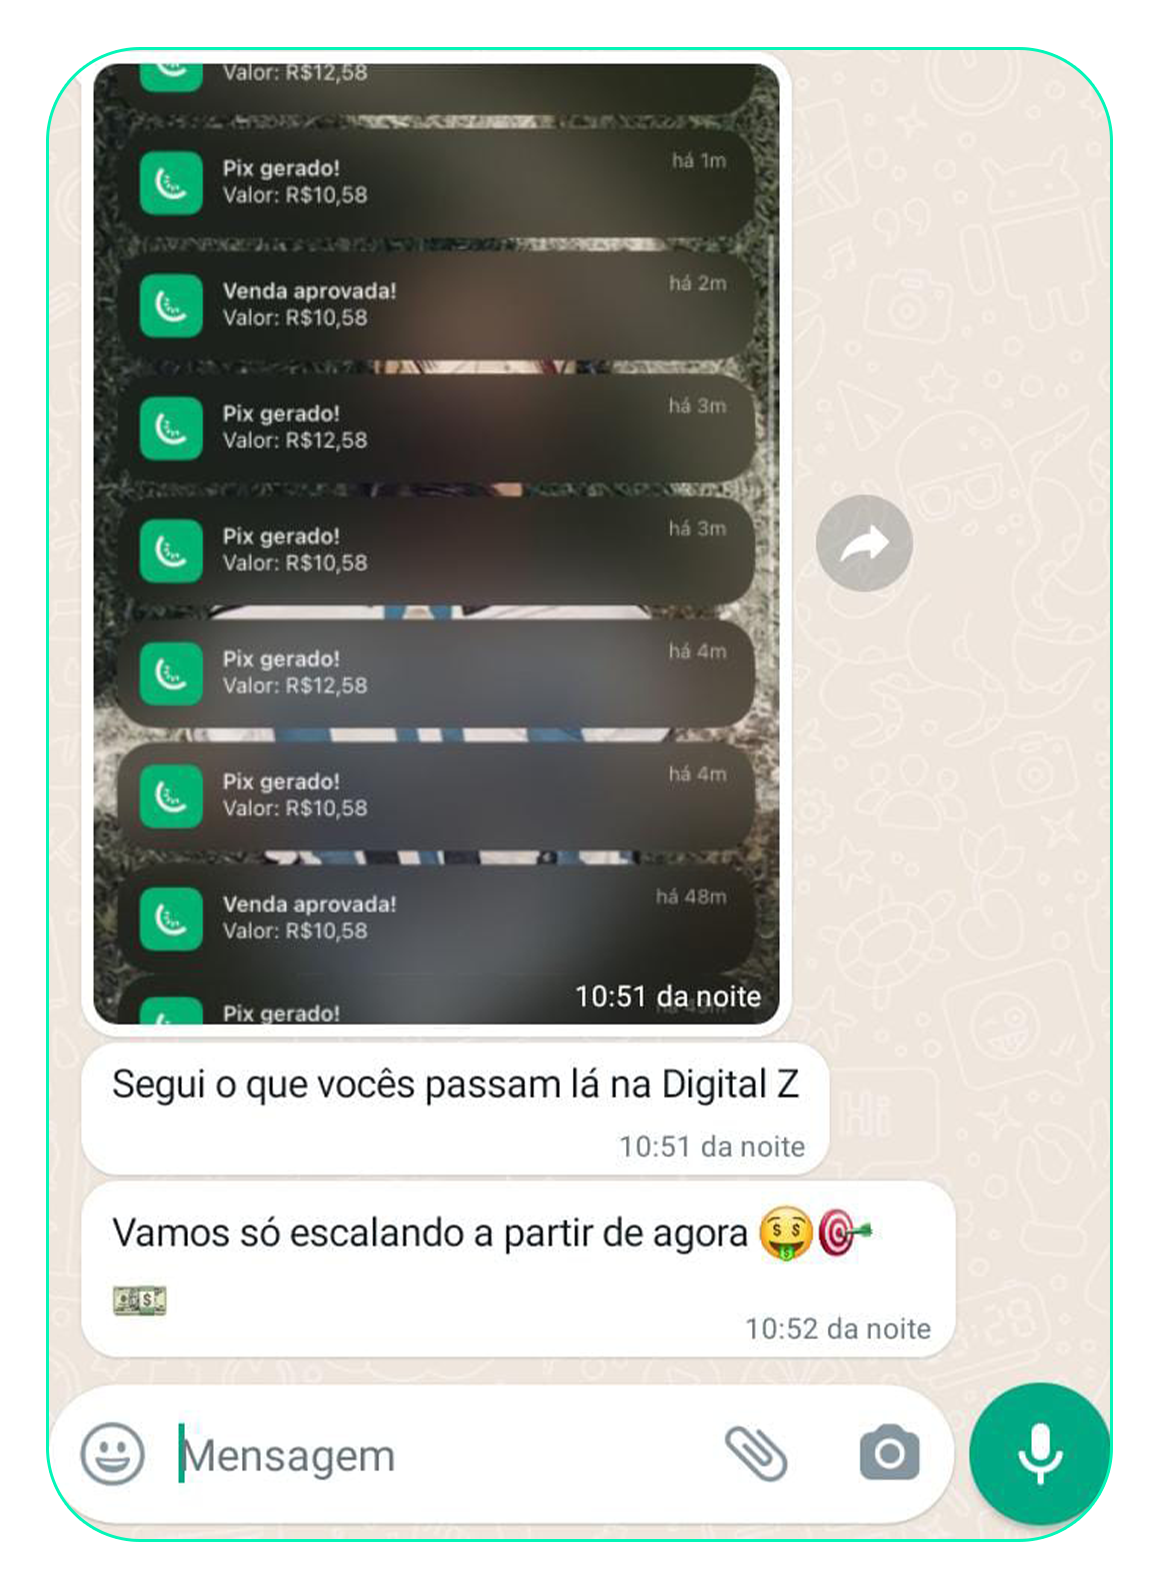 Valor: R$12,58
Pix gerado!
há 1m
Valor: R$10,58
Venda aprovada!
há 2m
Valor: R$10,58
Pix gerado!
há 3m
Valor: R$12,58
Pix gerado!
há 3m
Valor: R$10,58
Pix gerado!
há 4m
Valor: R$12,58
Pix gerado!
há 4m
Valor: R$10,58
Venda aprovada!
há 48m
Valor: R$10,58
10:51 da noite
Pix gerado!
Segui o que vocês passam lá na Digital Z
10:51 da noite
Vamos só escalando a partir de agora 🤑🎯
💵
10:52 da noite
Mensagem